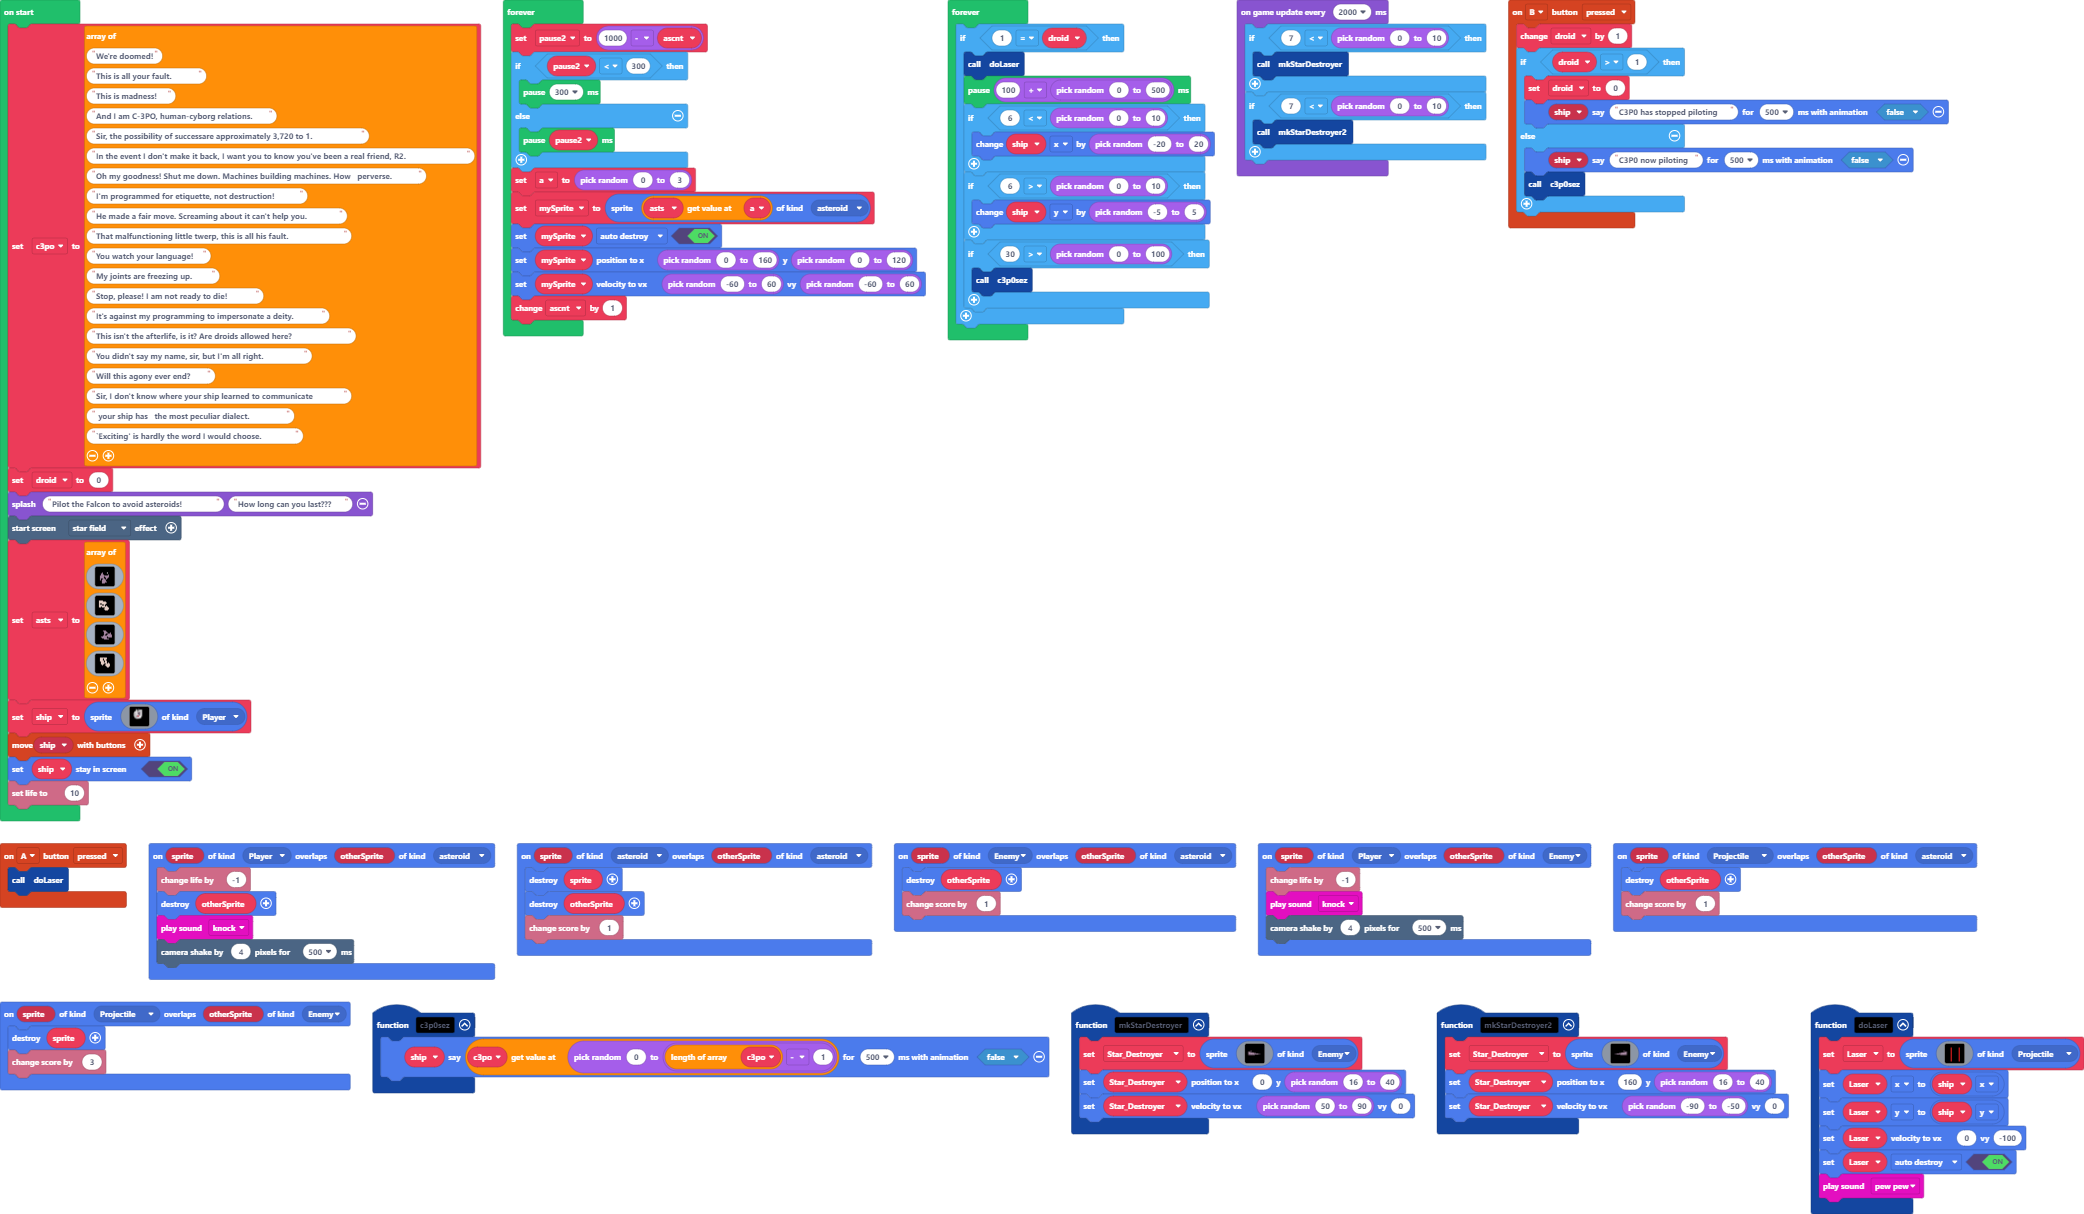 on start
set c3po to
array of
"We're doomed!"
"This is all your fault."
"This is madness!"
"And I am C-3PO, human-cyborg relations."
"Sir, the possibility of successare approximately 3,720 to 1."
"In the event I don't make it back, I want you to know you've been a real friend, R2."
"Oh my goodness! Shut me down. Machines building machines. How perverse."
"I'm programmed for etiquette, not destruction!"
"He made a fair move. Screaming about it can't help you."
"That malfunctioning little twerp, this is all his fault."
"You watch your language!"
"My joints are freezing up."
"Stop, please! I am not ready to die!"
"It's against my programming to impersonate a deity."
"This isn't the afterlife, is it? Are droids allowed here?"
"You didn't say my name, sir, but I'm all right."
"Will this agony ever end?"
"Sir, I don't know where your ship learned to communicate"
"your ship has the most peculiar dialect."
"'Exciting' is hardly the word I would choose."
set droid to 0
splash "Pilot the Falcon to avoid asteroids!" "How long can you last???"
start screen star field effect
set asts to
array of
set ship to sprite of kind Player
move ship with buttons
set ship stay in screen ON
set life to 10
forever
set pause2 to 1000 - ascnt
if pause2 < 300 then
pause 300 ms
else
pause pause2 ms
set a to pick random 0 to 3
set mySprite to sprite asts get value at a of kind asteroid
set mySprite auto destroy ON
set mySprite position to x pick random 0 to 160 y pick random 0 to 120
set mySprite velocity to vx pick random -60 to 60 vy pick random -60 to 60
change ascnt by 1
forever
if 1 = droid then
call doLaser
pause 100 + pick random 0 to 500 ms
if 6 < pick random 0 to 10 then
change ship x by pick random -20 to 20
if 6 > pick random 0 to 10 then
change ship y by pick random -5 to 5
if 30 > pick random 0 to 100 then
call c3p0sez
on game update every 2000 ms
if 7 < pick random 0 to 10 then
call mkStarDestroyer
if 7 < pick random 0 to 10 then
call mkStarDestroyer2
on B button pressed
change droid by 1
if droid > 1 then
set droid to 0
ship say "C3P0 has stopped piloting" for 500 ms with animation false
else
ship say "C3P0 now piloting" for 500 ms with animation false
call c3p0sez
on A button pressed
call doLaser
on sprite of kind Player overlaps otherSprite of kind asteroid
change life by -1
destroy otherSprite
play sound knock
camera shake by 4 pixels for 500 ms
on sprite of kind asteroid overlaps otherSprite of kind asteroid
destroy sprite
destroy otherSprite
change score by 1
on sprite of kind Enemy overlaps otherSprite of kind asteroid
destroy otherSprite
change score by 1
on sprite of kind Player overlaps otherSprite of kind Enemy
change life by -1
play sound knock
camera shake by 4 pixels for 500 ms
on sprite of kind Projectile overlaps otherSprite of kind asteroid
destroy otherSprite
change score by 1
on sprite of kind Projectile overlaps otherSprite of kind Enemy
destroy sprite
change score by 3
function c3p0sez
ship say c3po get value at pick random 0 to length of array c3po - 1 for 500 ms with animation false
function mkStarDestroyer
set Star_Destroyer to sprite of kind Enemy
set Star_Destroyer position to x 0 y pick random 16 to 40
set Star_Destroyer velocity to vx pick random 50 to 90 vy 0
function mkStarDestroyer2
set Star_Destroyer to sprite of kind Enemy
set Star_Destroyer position to x 160 y pick random 16 to 40
set Star_Destroyer velocity to vx pick random -90 to -50 vy 0
function doLaser
set Laser to sprite of kind Projectile
set Laser x to ship x
set Laser y to ship y
set Laser velocity to vx 0 vy -100
set Laser auto destroy ON
play sound pew pew